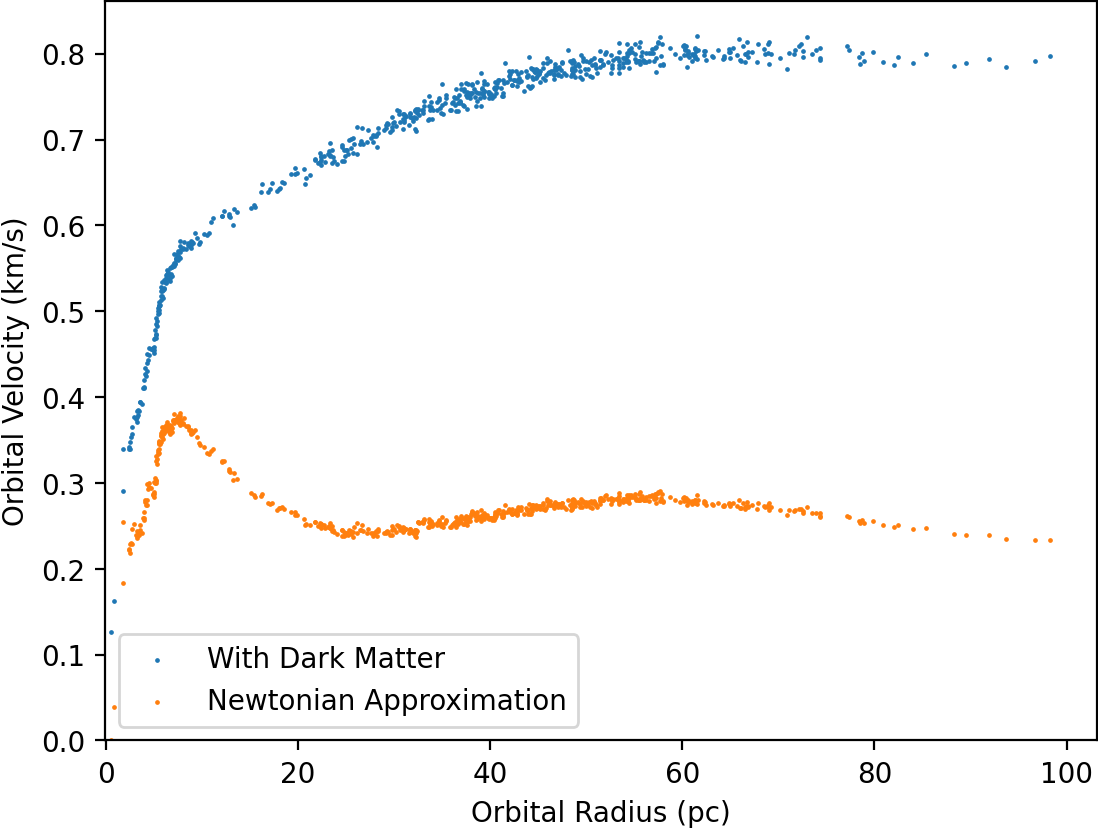 0.8
0.7
0.6
0.5
0.4
0.3
0.2
0.1
0.0
Orbital Velocity (km/s)
With Dark Matter
Newtonian Approximation
0 20 40 60 80 100
Orbital Radius (pc)